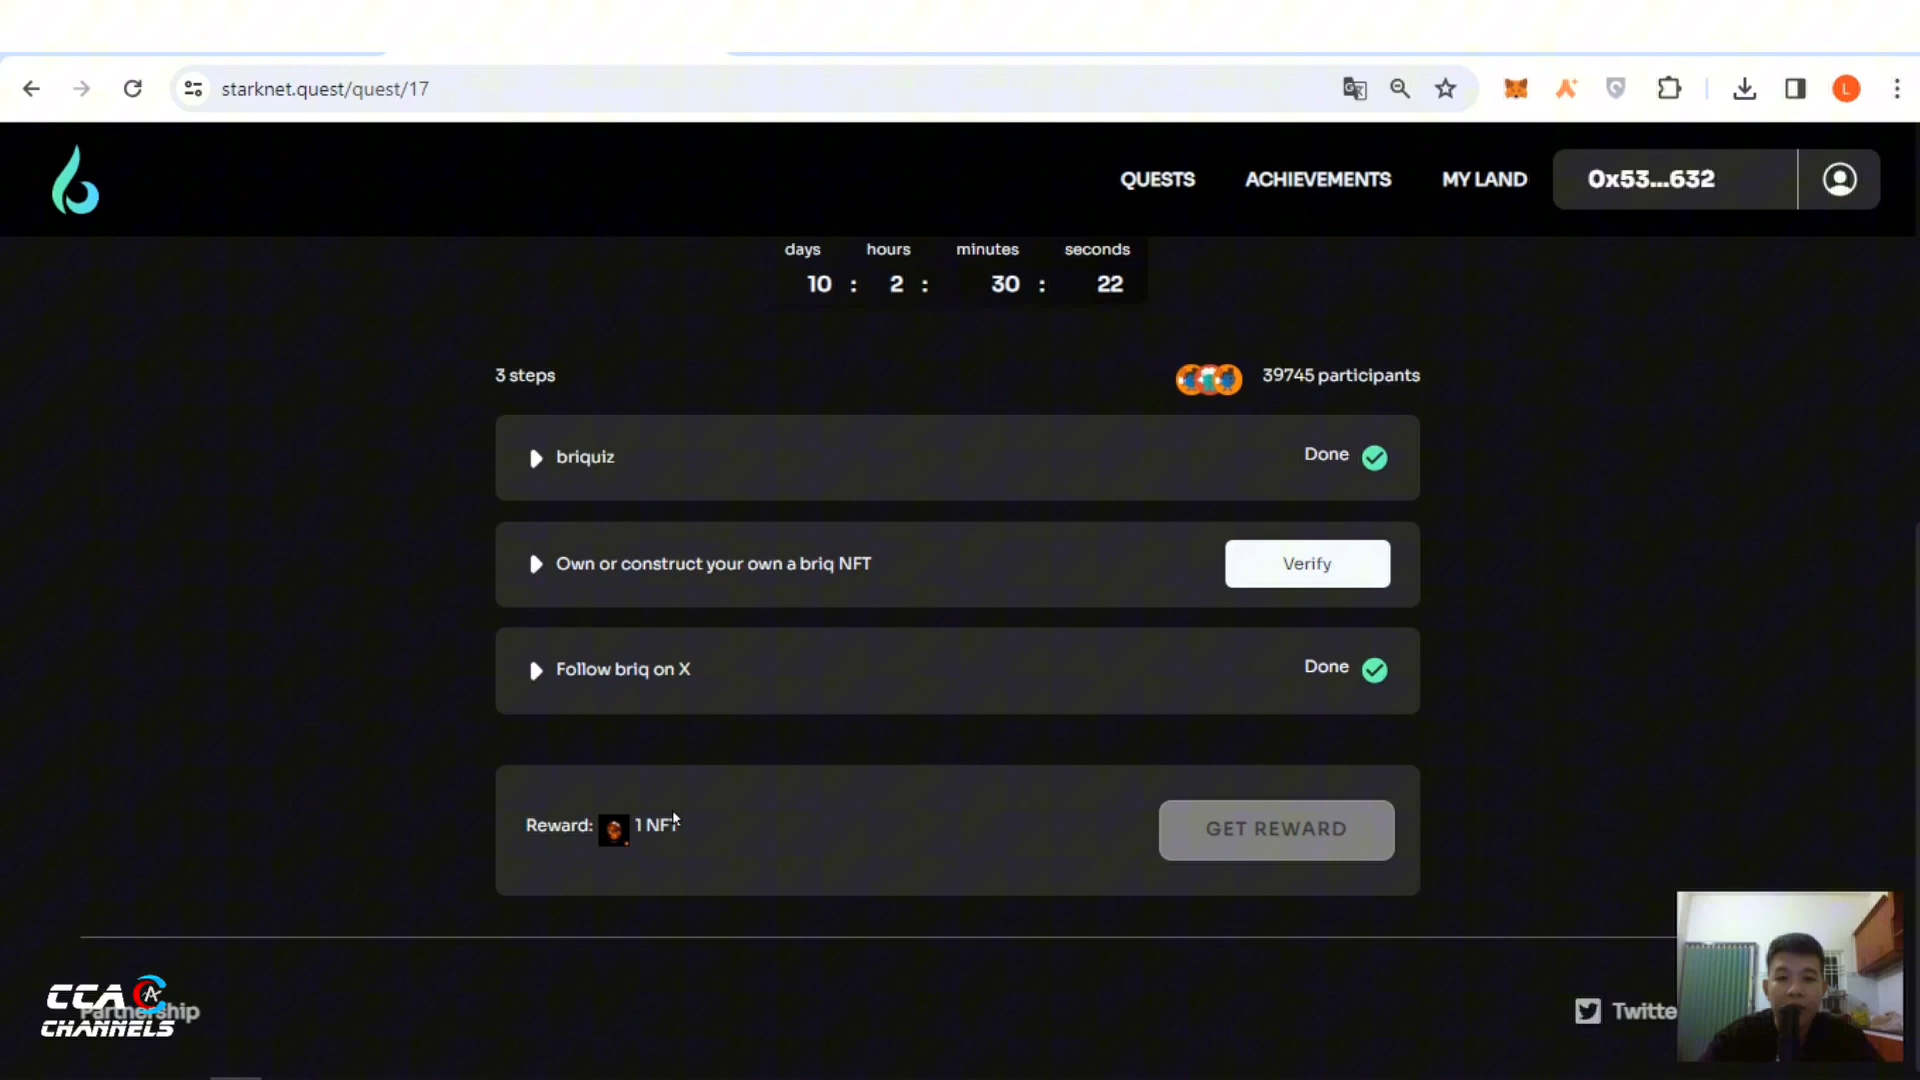 starknet.quest/quest/17
L
QUESTS
ACHIEVEMENTS
MY LAND
0x53...632
days hours minutes seconds
10 : 2 : 30 : 22
3 steps
39745 participants
briquiz
Done
Own or construct your own a briq NFT
Verify
Follow briq on X
Done
Reward: 1 NFT
GET REWARD
CCA
CHANNELS
Partnership
Twitte